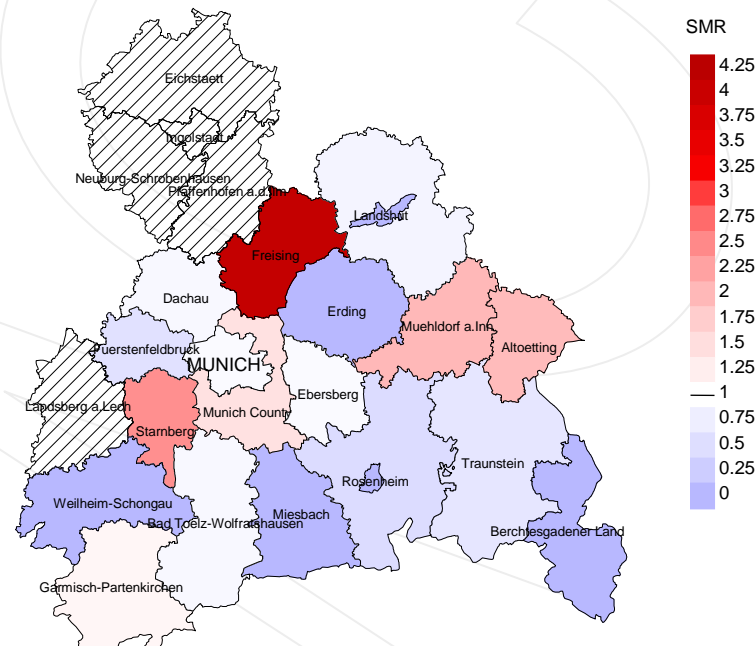 SMR
4.25
4
3.75
3.5
3.25
3
2.75
2.5
2.25
2
1.75
1.5
1.25
1
0.75
0.5
0.25
0
Eichstaett
Ingolstadt
Neuburg-Schrobenhausen
Pfaffenhofen a.d.Ilm
Landshut
Freising
Dachau
Erding
Muehldorf a.Inn
Altoetting
Fuerstenfeldbruck
MUNICH
Ebersberg
Landsberg a.Lech
Munich County
Starnberg
Traunstein
Rosenheim
Weilheim-Schongau
Miesbach
Bad Toelz-Wolfratshausen
Berchtesgadener Land
Garmisch-Partenkirchen